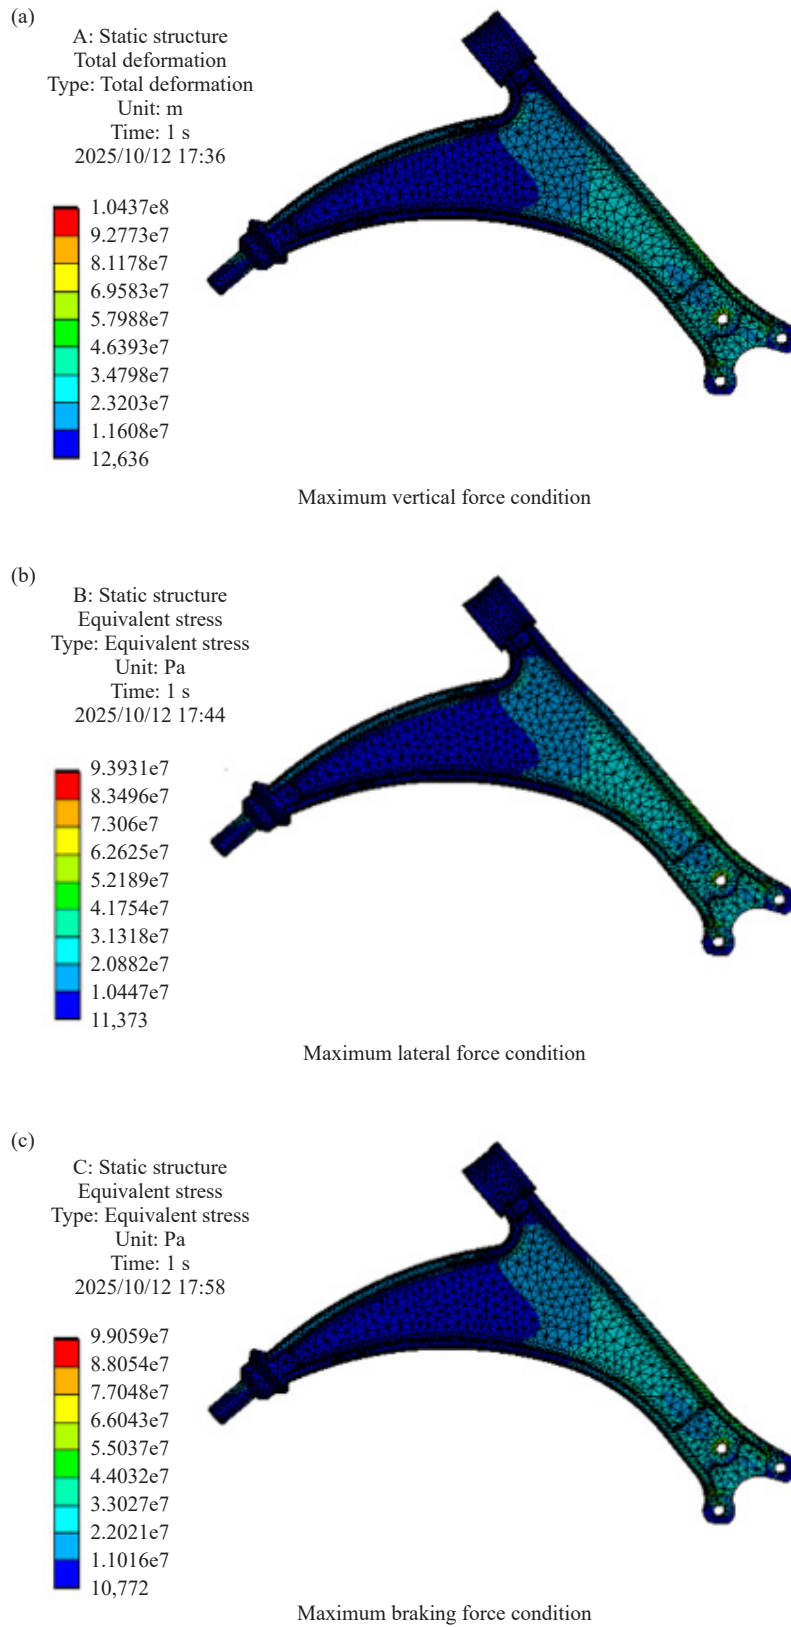 (a)
A: Static structure
Total deformation
Type: Total deformation
Unit: m
Time: 1 s
2025/10/12 17:36
1.0437e8
9.2773e7
8.1178e7
6.9583e7
5.7988e7
4.6393e7
3.4798e7
2.3203e7
1.1608e7
12,636
Maximum vertical force condition
(b)
B: Static structure
Equivalent stress
Type: Equivalent stress
Unit: Pa
Time: 1 s
2025/10/12 17:44
9.3931e7
8.3496e7
7.306e7
6.2625e7
5.2189e7
4.1754e7
3.1318e7
2.0882e7
1.0447e7
11,373
Maximum lateral force condition
(c)
C: Static structure
Equivalent stress
Type: Equivalent stress
Unit: Pa
Time: 1 s
2025/10/12 17:58
9.9059e7
8.8054e7
7.7048e7
6.6043e7
5.5037e7
4.4032e7
3.3027e7
2.2021e7
1.1016e7
10,772
Maximum braking force condition